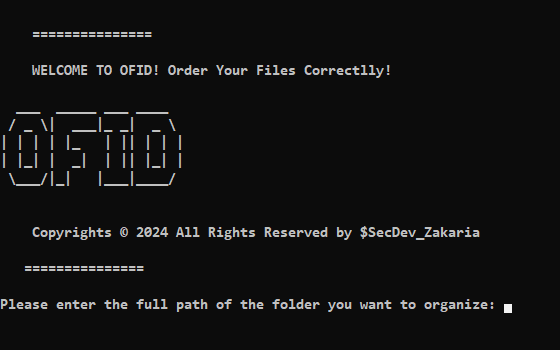 ===============
WELCOME TO OFID! Order Your Files Correctlly!
OFID
Copyrights © 2024 All Rights Reserved by $SecDev_Zakaria
===============
Please enter the full path of the folder you want to organize: